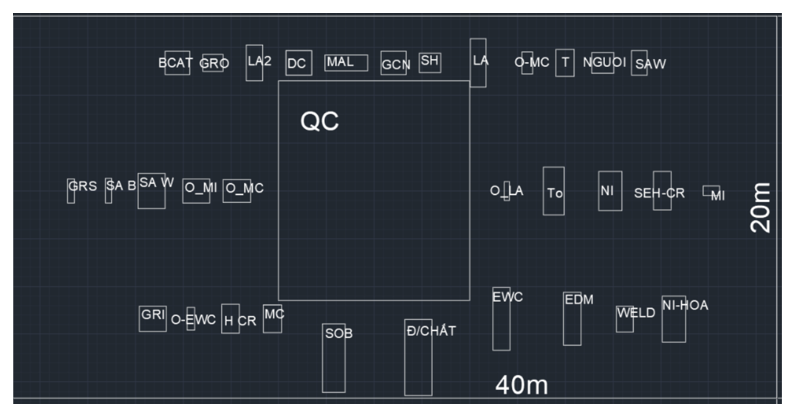 BCAT GRO LA2 DC MAL GCN SH LA O-MC T NGUOI SAW
QC
GRS SA B SA W O_MI O_MC O_LA To NI SEH-CR MI
20m
GRI O-EWC H CR MC SOB Đ/CHẤT EWC EDM WELD NI-HOA
40m